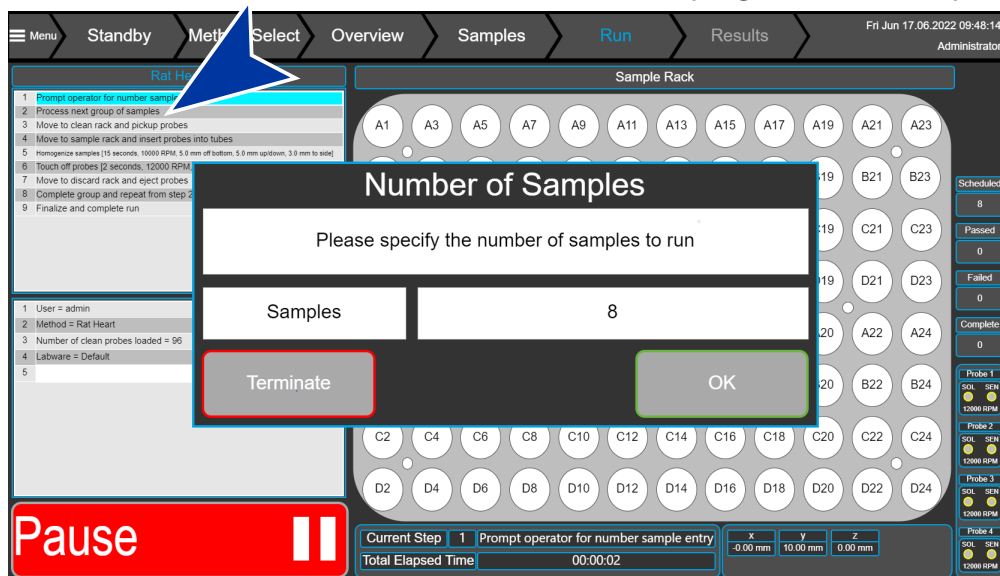 Menu
Standby
Select
Overview
Samples
Run
Results
Fri Jun 17.06.2022 09:48:14
Administrator
Rat
Sample Rack
1 Prompt operator for number
2 Process next group of samples
3 Move to clean rack and pickup probes
4 Move to sample rack and insert probes into tubes
5 Homogenize samples [15 seconds, 10000 RPM, 5.0 mm off bottom, 5.0 mm up/down, 3.0 mm to side]
6 Touch off probes [2 seconds, 12000 RPM,
7 Move to discard rack and eject probes
8 Complete group and repeat from step 2
9 Finalize and complete run
A1 A3 A5 A7 A9 A11 A13 A15 A17 A19 A21 A23
B21 B23
C21 C23
D21 D23
A22 A24
B22 B24
C2 C4 C6 C8 C10 C12 C14 C16 C18 C20 C22 C24
D2 D4 D6 D8 D10 D12 D14 D16 D18 D20 D22 D24
Number of Samples
Please specify the number of samples to run
Samples 8
Terminate OK
1 User = admin
2 Method = Rat Heart
3 Number of clean probes loaded = 96
4 Labware = Default
5
Scheduled
8
Passed
0
Failed
0
Complete
0
Probe 1
SOL SEN
12000 RPM
Probe 2
SOL SEN
12000 RPM
Probe 3
SOL SEN
12000 RPM
Probe 4
SOL SEN
12000 RPM
Pause
Current Step 1 Prompt operator for number sample entry
Total Elapsed Time 00:00:02
x y z
-0.00 mm 10.00 mm 0.00 mm